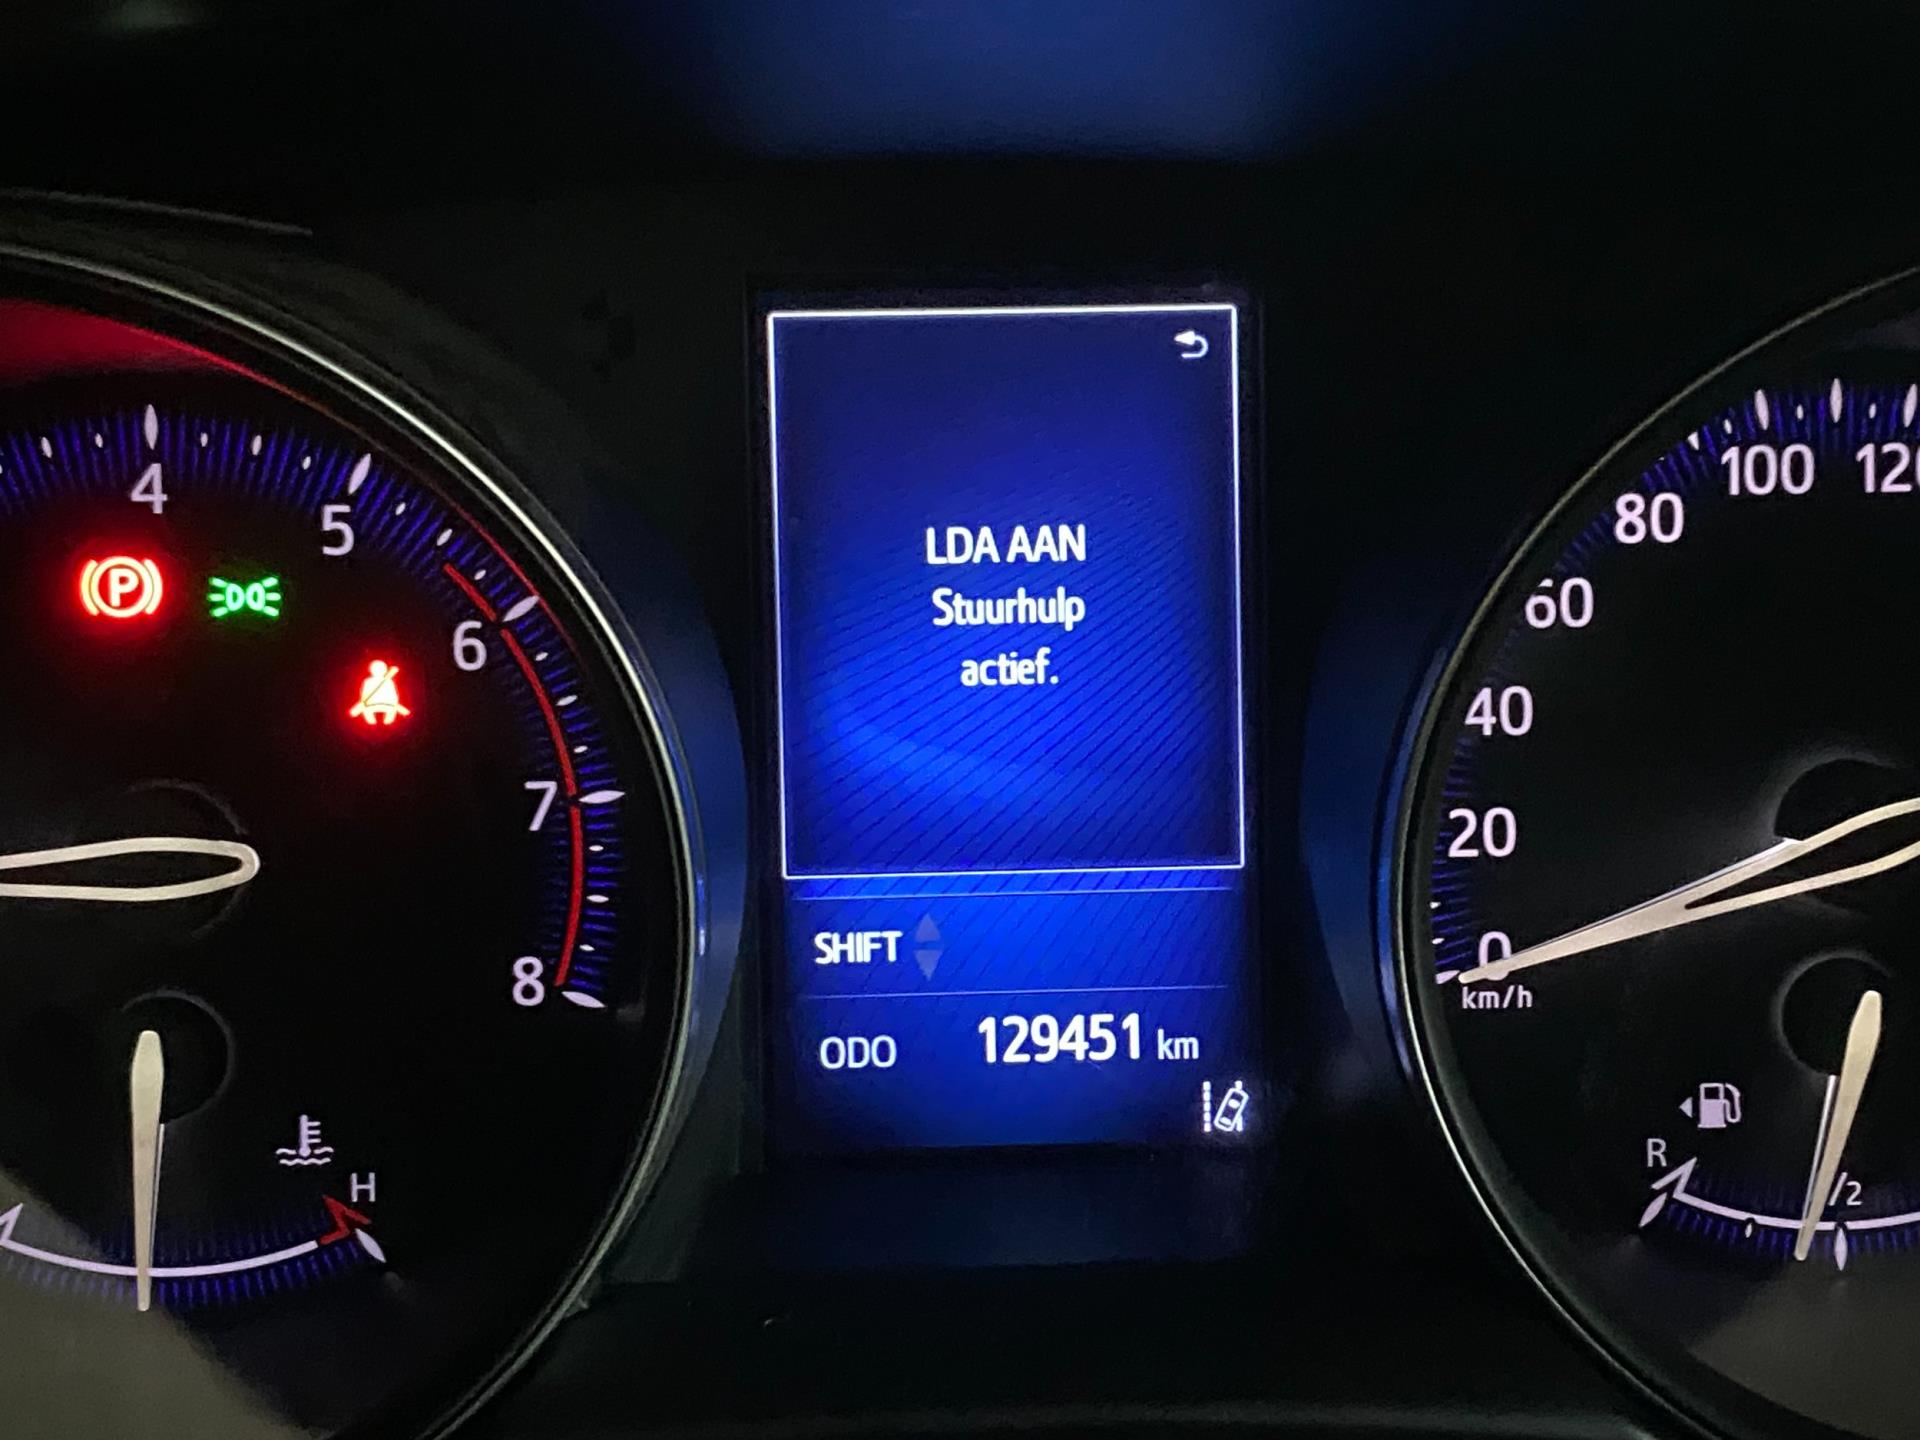 4
5
6
7
8
P
H
LDA AAN
Stuurhulp
actief.
SHIFT
ODO 129451 km
0
20
40
60
80
100
km/h
R
/2